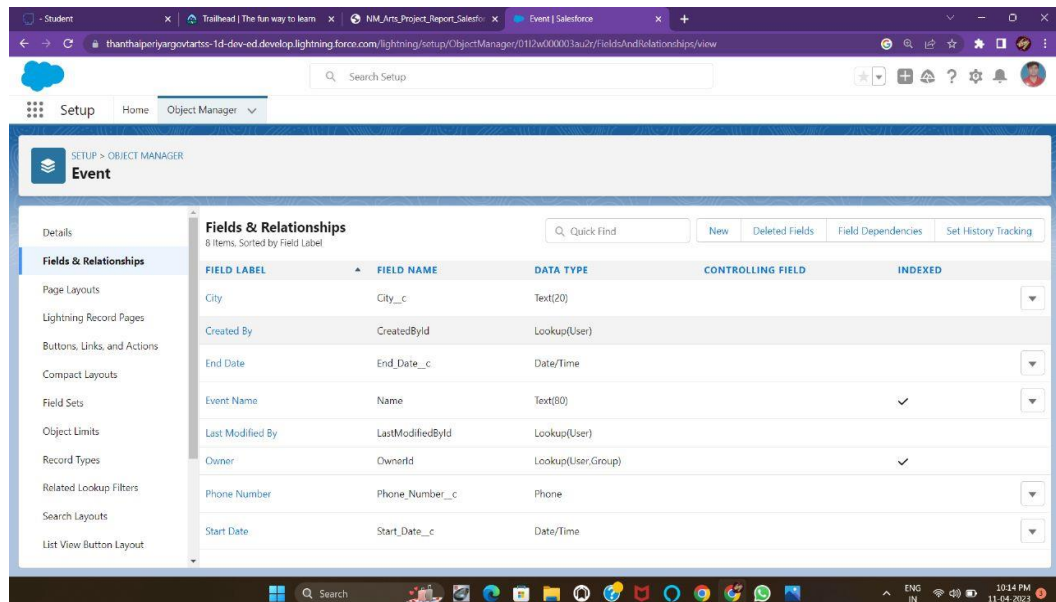 - Student
Trailhead | The fun way to learn
NM_Arts_Project_Report_Salesfor
Event | Salesforce
thanthaiperiyargovtartss-1d-dev-ed.develop.lightning.force.com/lightning/setup/ObjectManager/01I2w000003au2r/FieldsAndRelationships/view
Search Setup
Setup
Home
Object Manager
SETUP > OBJECT MANAGER
Event
Details
Fields & Relationships
Page Layouts
Lightning Record Pages
Buttons, Links, and Actions
Compact Layouts
Field Sets
Object Limits
Record Types
Related Lookup Filters
Search Layouts
List View Button Layout
Fields & Relationships
8 Items, Sorted by Field Label
Quick Find
New
Deleted Fields
Field Dependencies
Set History Tracking
FIELD LABEL FIELD NAME DATA TYPE CONTROLLING FIELD INDEXED
City City__c Text(20)
Created By CreatedById Lookup(User)
End Date End_Date__c Date/Time
Event Name Name Text(80)
Last Modified By LastModifiedById Lookup(User)
Owner OwnerId Lookup(User,Group)
Phone Number Phone_Number__c Phone
Start Date Start_Date__c Date/Time
Search
ENG
IN
10:14 PM
11-04-2023